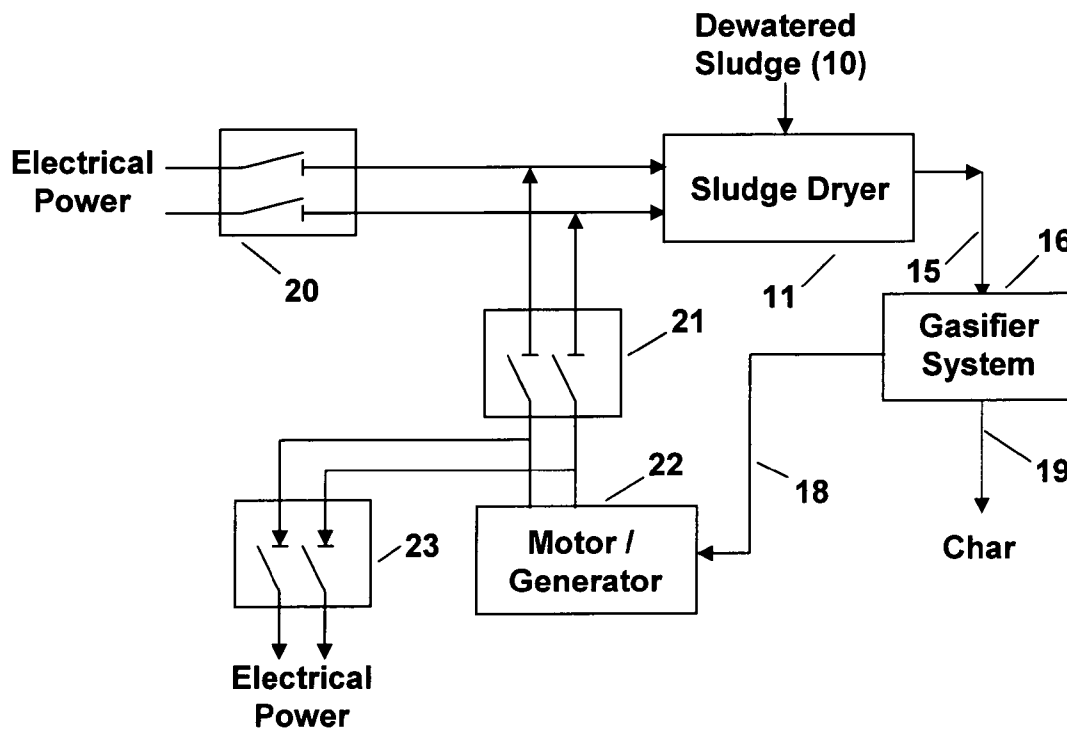 Dewatered
Sludge (10)
Electrical
Power
20
Sludge Dryer
11
15
16
Gasifier
System
21
18
19
Char
22
Motor /
Generator
23
Electrical
Power